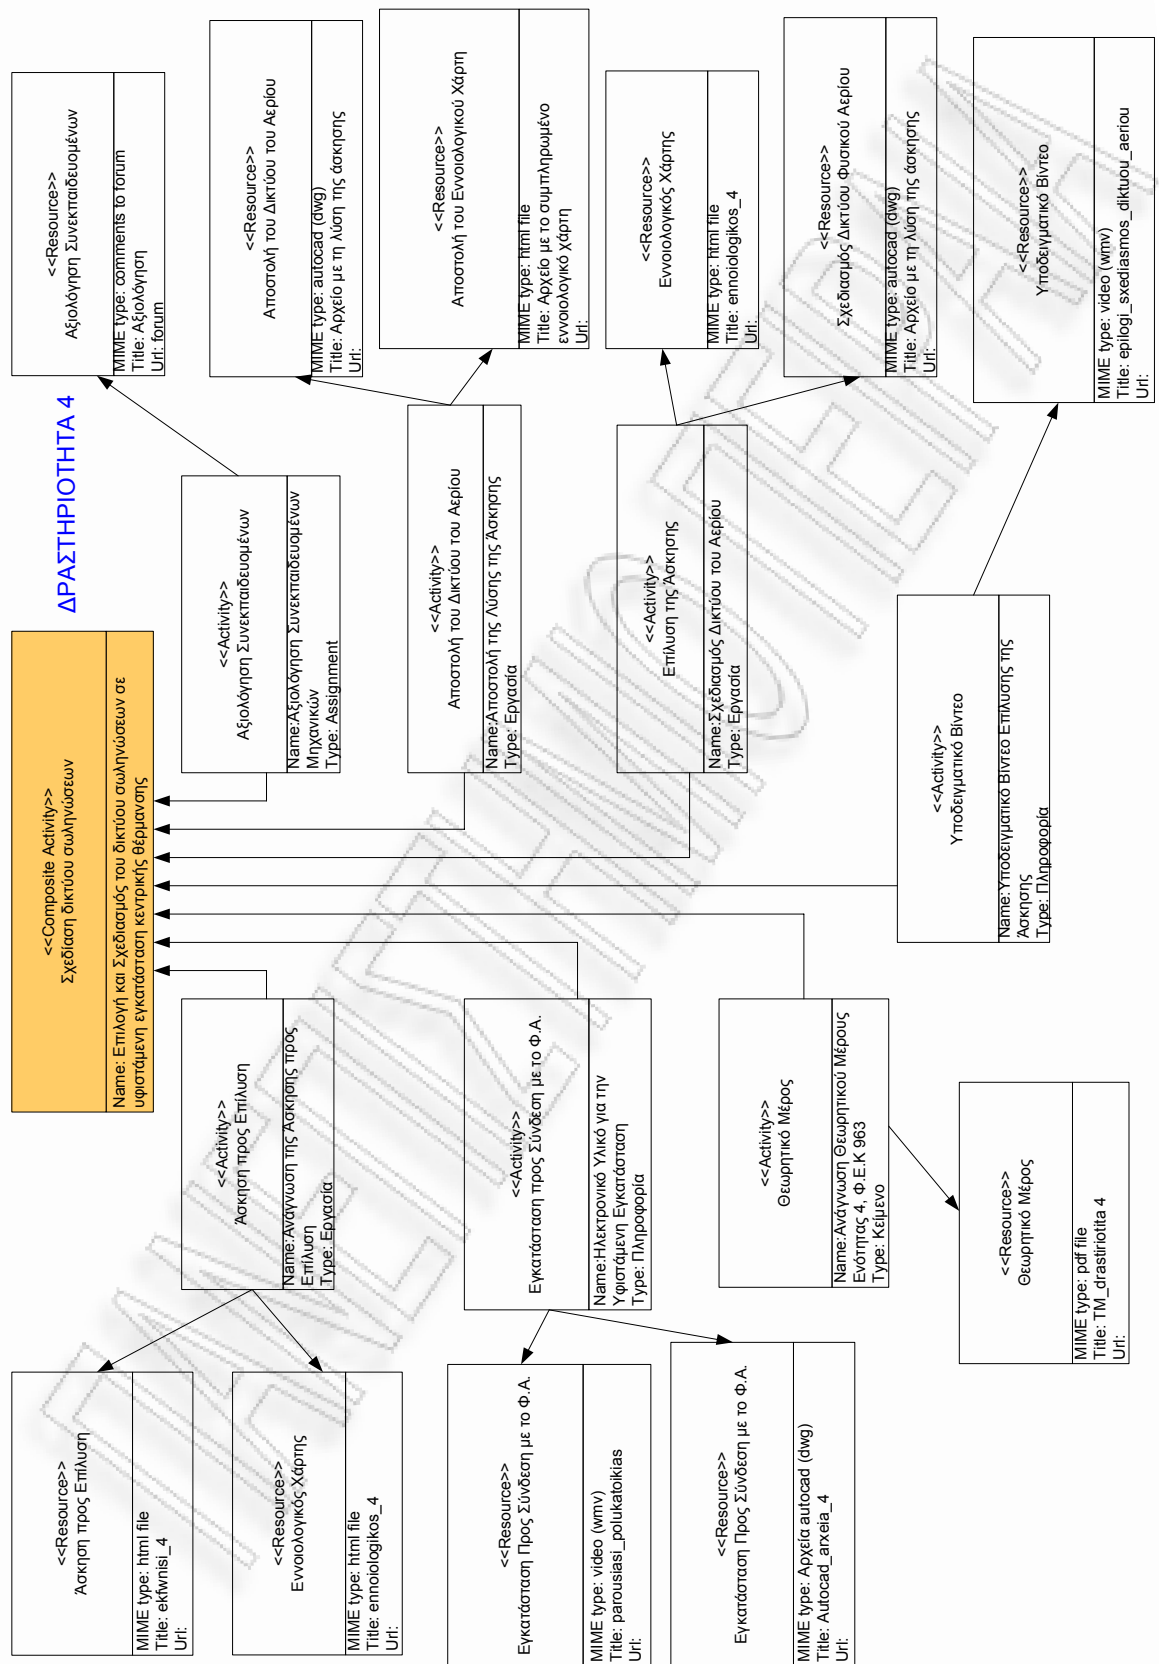 ΔΡΑΣΤΗΡΙΟΤΗΤΑ 4
<<Composite Activity>>
Σχεδίαση δικτύου σωληνώσεων
Name: Επιλογή και Σχεδιασμός του δικτύου σωληνώσεων σε
υφιστάμενη εγκατάσταση κεντρικής θέρμανσης
<<Resource>>
Άσκηση προς Επίλυση
MIME type: html file
Title: ekfwnisi_4
Url:
<<Resource>>
Εννοιολογικός Χάρτης
MIME type: html file
Title: ennoiologikos_4
Url:
<<Resource>>
Εγκατάσταση Προς Σύνδεση με το Φ.Α.
MIME type: video (wmv)
Title: parousiasi_polukatoikias
Url:
<<Resource>>
Εγκατάσταση Προς Σύνδεση με το Φ.Α.
MIME type: Αρχεία autocad (dwg)
Title: Autocad_arxeia_4
Url:
<<Activity>>
Άσκηση προς Επίλυση
Name:Ανάγνωση της Άσκησης προς
Επίλυση
Type: Εργασία
<<Activity>>
Εγκατάσταση προς Σύνδεση με το Φ.Α.
Name:Ηλεκτρονικό Υλικό για την
Υφιστάμενη Εγκατάσταση
Type: Πληροφορία
<<Activity>>
Θεωρητικό Μέρος
Name:Ανάγνωση Θεωρητικού Μέρους
Ενότητας 4, Φ.Ε.Κ 963
Type: Κείμενο
<<Resource>>
Θεωρητικό Μέρος
MIME type: pdf file
Title: TM_drastiriotita 4
Url:
<<Activity>>
Υποδειγματικό Βίντεο
Name:Υποδειγματικό Βίντεο Επίλυσης της
Άσκησης
Type: Πληροφορία
<<Activity>>
Επίλυση της Άσκησης
Name:Σχεδιασμός Δικτύου του Αερίου
Type: Εργασία
<<Activity>>
Αποστολή του Δικτύου του Αερίου
Name:Αποστολή της Λύσης της Άσκησης
Type: Εργασία
<<Activity>>
Αξιολόγηση Συνεκπαιδευομένων
Name:Αξιολόγηση Συνεκπαιδευομένων
Μηχανικών
Type: Assignment
<<Resource>>
Αξιολόγηση Συνεκπαιδευομένων
MIME type: comments to forum
Title: Αξιολόγηση
Url: forum
<<Resource>>
Αποστολή του Δικτύου του Αερίου
MIME type: autocad (dwg)
Title: Αρχείο με τη λύση της άσκησης
Url:
<<Resource>>
Αποστολή του Εννοιολογικού Χάρτη
MIME type: html file
Title: Αρχείο με το συμπληρωμένο
εννοιολογικό χάρτη
Url:
<<Resource>>
Εννοιολογικός Χάρτης
MIME type: html file
Title: ennoiologikos_4
Url:
<<Resource>>
Σχεδιασμός Δικτύου Φυσικού Αερίου
MIME type: autocad (dwg)
Title: Αρχείο με τη λύση της άσκησης
Url:
<<Resource>>
Υποδειγματικό Βίντεο
MIME type: video (wmv)
Title: epilogi_sxediasmos_diktuou_aeriou
Url:
ΠΑΝΕΠΙΣΤΗΜΙΟ ΠΕΙΡΑΙΑ